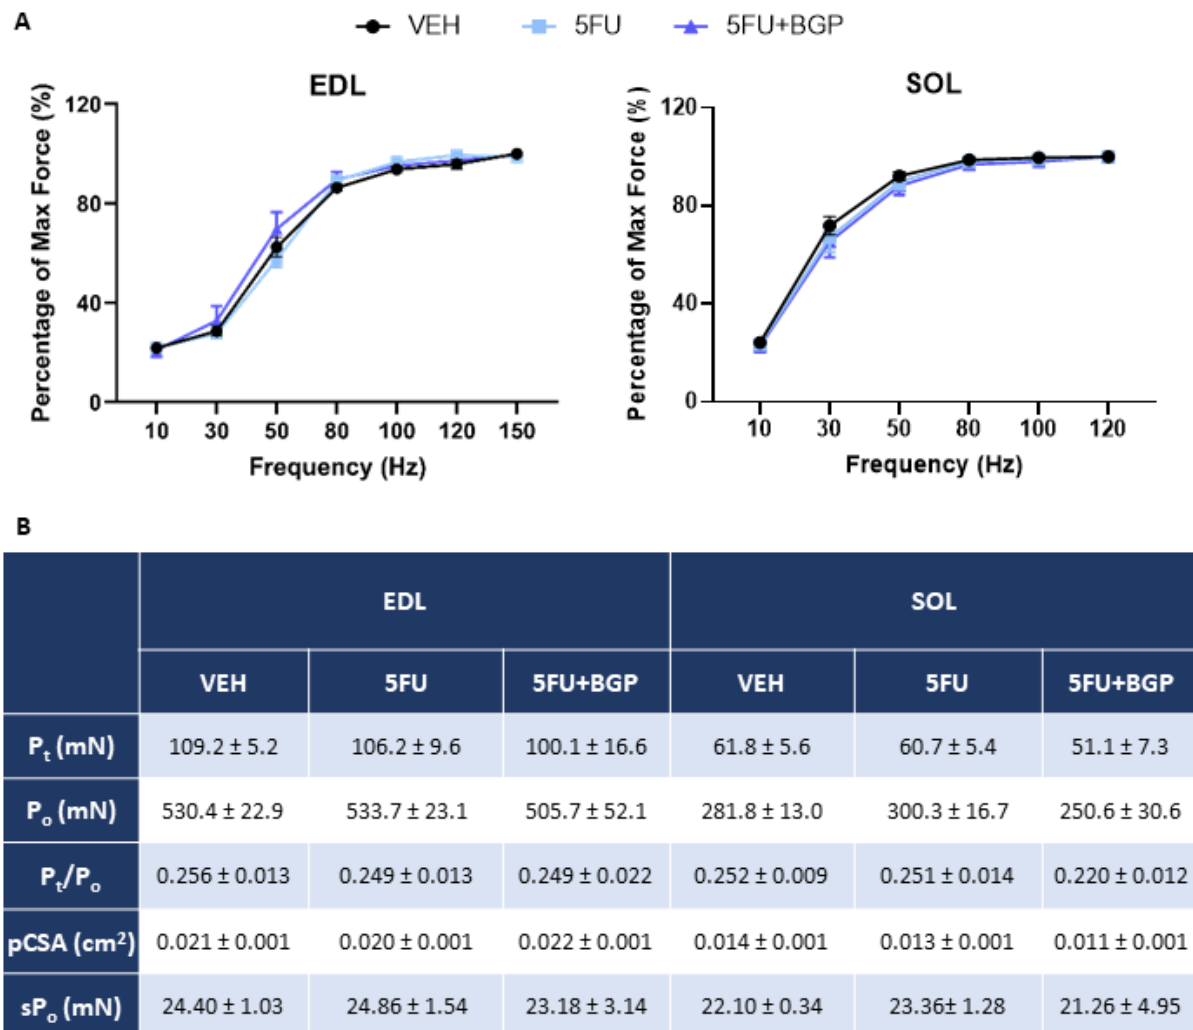 A
VEH 5FU 5FU+BGP
EDL
Percentage of Max Force (%)
120
80
40
0
10 30 50 80 100 120 150
Frequency (Hz)
SOL
Percentage of Max Force (%)
120
80
40
0
10 30 50 80 100 120
Frequency (Hz)
B
EDL SOL
VEH 5FU 5FU+BGP VEH 5FU 5FU+BGP
Pt (mN) 109.2 ± 5.2 106.2 ± 9.6 100.1 ± 16.6 61.8 ± 5.6 60.7 ± 5.4 51.1 ± 7.3
Po (mN) 530.4 ± 22.9 533.7 ± 23.1 505.7 ± 52.1 281.8 ± 13.0 300.3 ± 16.7 250.6 ± 30.6
Pt/Po 0.256 ± 0.013 0.249 ± 0.013 0.249 ± 0.022 0.252 ± 0.009 0.251 ± 0.014 0.220 ± 0.012
pCSA (cm²) 0.021 ± 0.001 0.020 ± 0.001 0.022 ± 0.001 0.014 ± 0.001 0.013 ± 0.001 0.011 ± 0.001
sPo (mN) 24.40 ± 1.03 24.86 ± 1.54 23.18 ± 3.14 22.10 ± 0.34 23.36± 1.28 21.26 ± 4.95